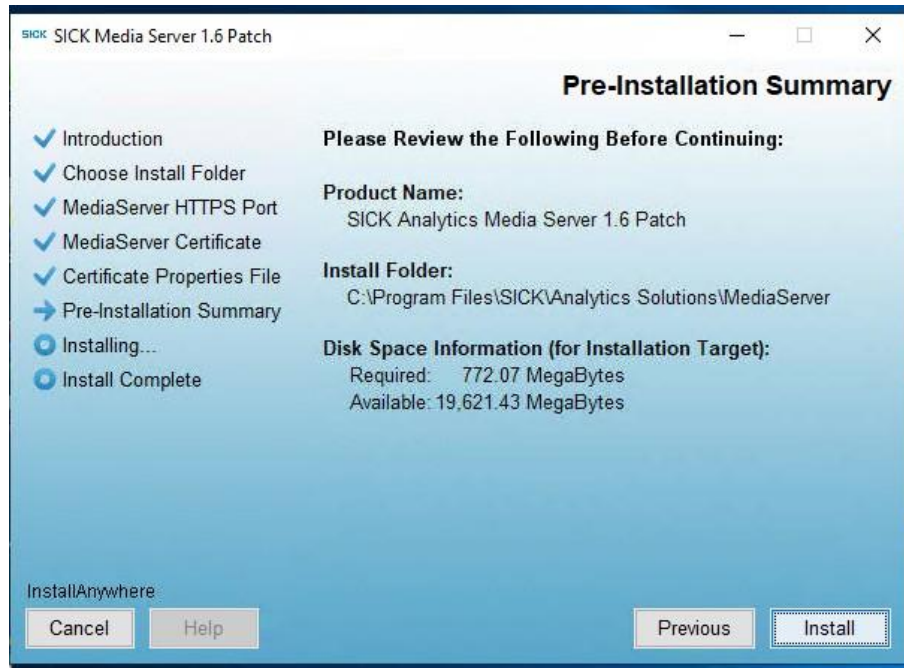 SICK SICK Media Server 1.6 Patch
Pre-Installation Summary
Introduction
Choose Install Folder
MediaServer HTTPS Port
MediaServer Certificate
Certificate Properties File
Pre-Installation Summary
Installing...
Install Complete
Please Review the Following Before Continuing:
Product Name:
SICK Analytics Media Server 1.6 Patch
Install Folder:
C:\Program Files\SICK\Analytics Solutions\MediaServer
Disk Space Information (for Installation Target):
Required: 772.07 MegaBytes
Available: 19,621.43 MegaBytes
InstallAnywhere
Cancel Help Previous Install